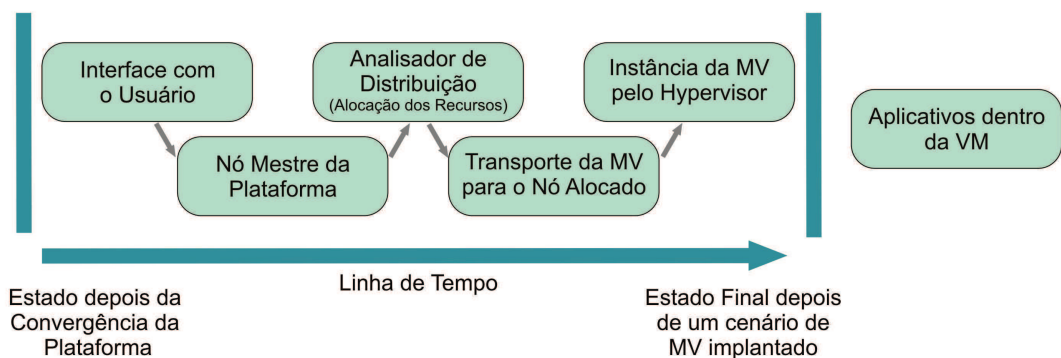 Interface com
o Usuário
Nó Mestre da
Plataforma
Analisador de
Distribuição
(Alocação dos Recursos)
Transporte da MV
para o Nó Alocado
Instância da MV
pelo Hypervisor
Aplicativos dentro
da VM
Linha de Tempo
Estado depois da
Convergência da
Plataforma
Estado Final depois
de um cenário de
MV implantado